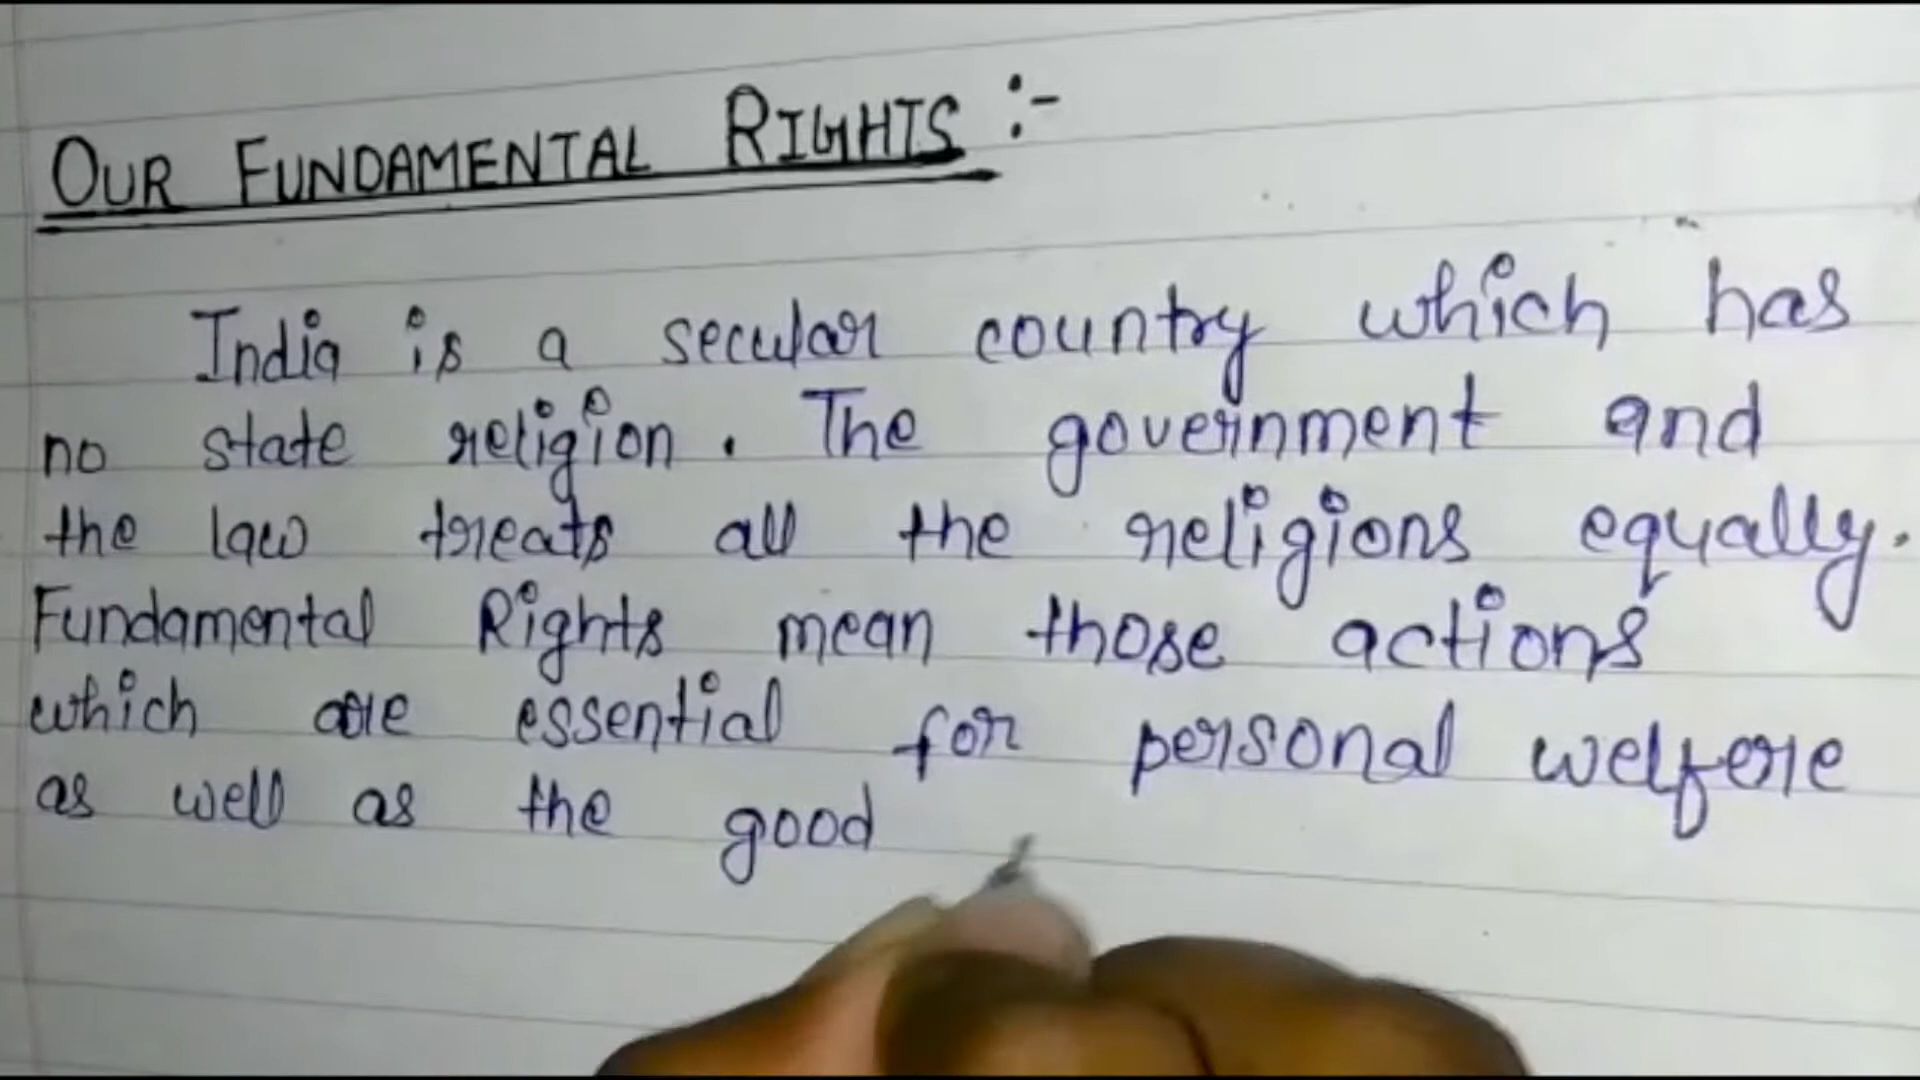 OUR FUNDAMENTAL RIGHTS :-
India is a secular country which has
no state religion. The government and
the law treats all the religions equally.
Fundamental Rights mean those actions
which are essential for personal welfere
as well as the good